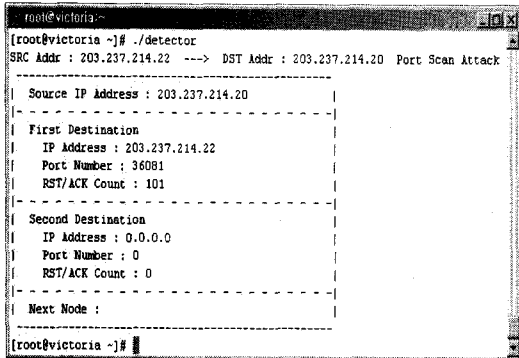 root@victoria:~
[root@victoria ~]# ./detector
SRC Addr : 203.237.214.22 ---> DST Addr : 203.237.214.20 Port Scan Attack
Source IP Address : 203.237.214.20
First Destination
IP Address : 203.237.214.22
Port Number : 36081
RST/ACK Count : 101
Second Destination
IP Address : 0.0.0.0
Port Number : 0
RST/ACK Count : 0
Next Node :
[root@victoria ~]#